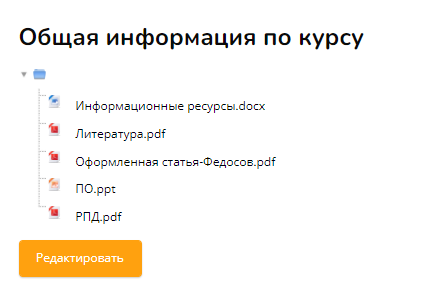 Общая информация по курсу
Информационные ресурсы.docx
Литература.pdf
Оформленная статья-Федосов.pdf
ПО.ppt
РПД.pdf
Редактировать